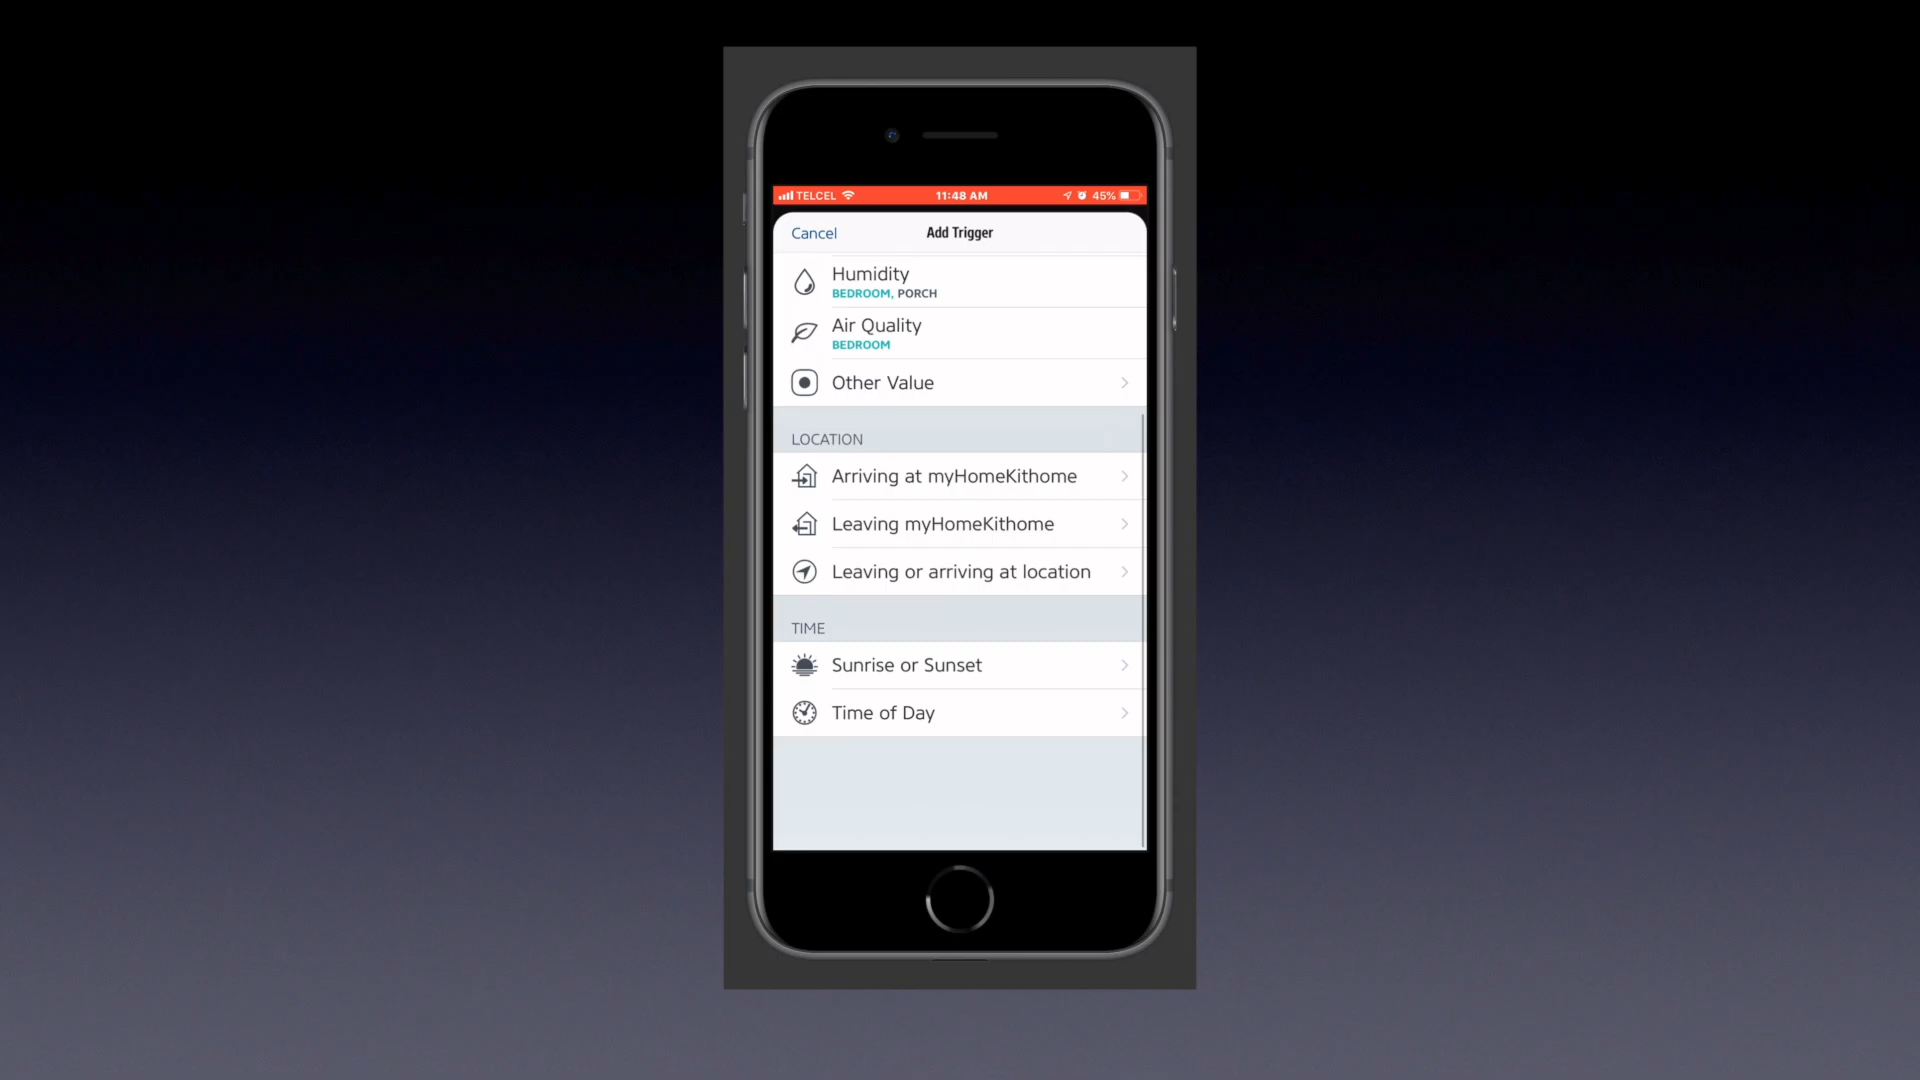 TELCEL 11:48 AM 45%
Cancel Add Trigger
Humidity
BEDROOM, PORCH
Air Quality
BEDROOM
Other Value
LOCATION
Arriving at myHomeKithome
Leaving myHomeKithome
Leaving or arriving at location
TIME
Sunrise or Sunset
Time of Day